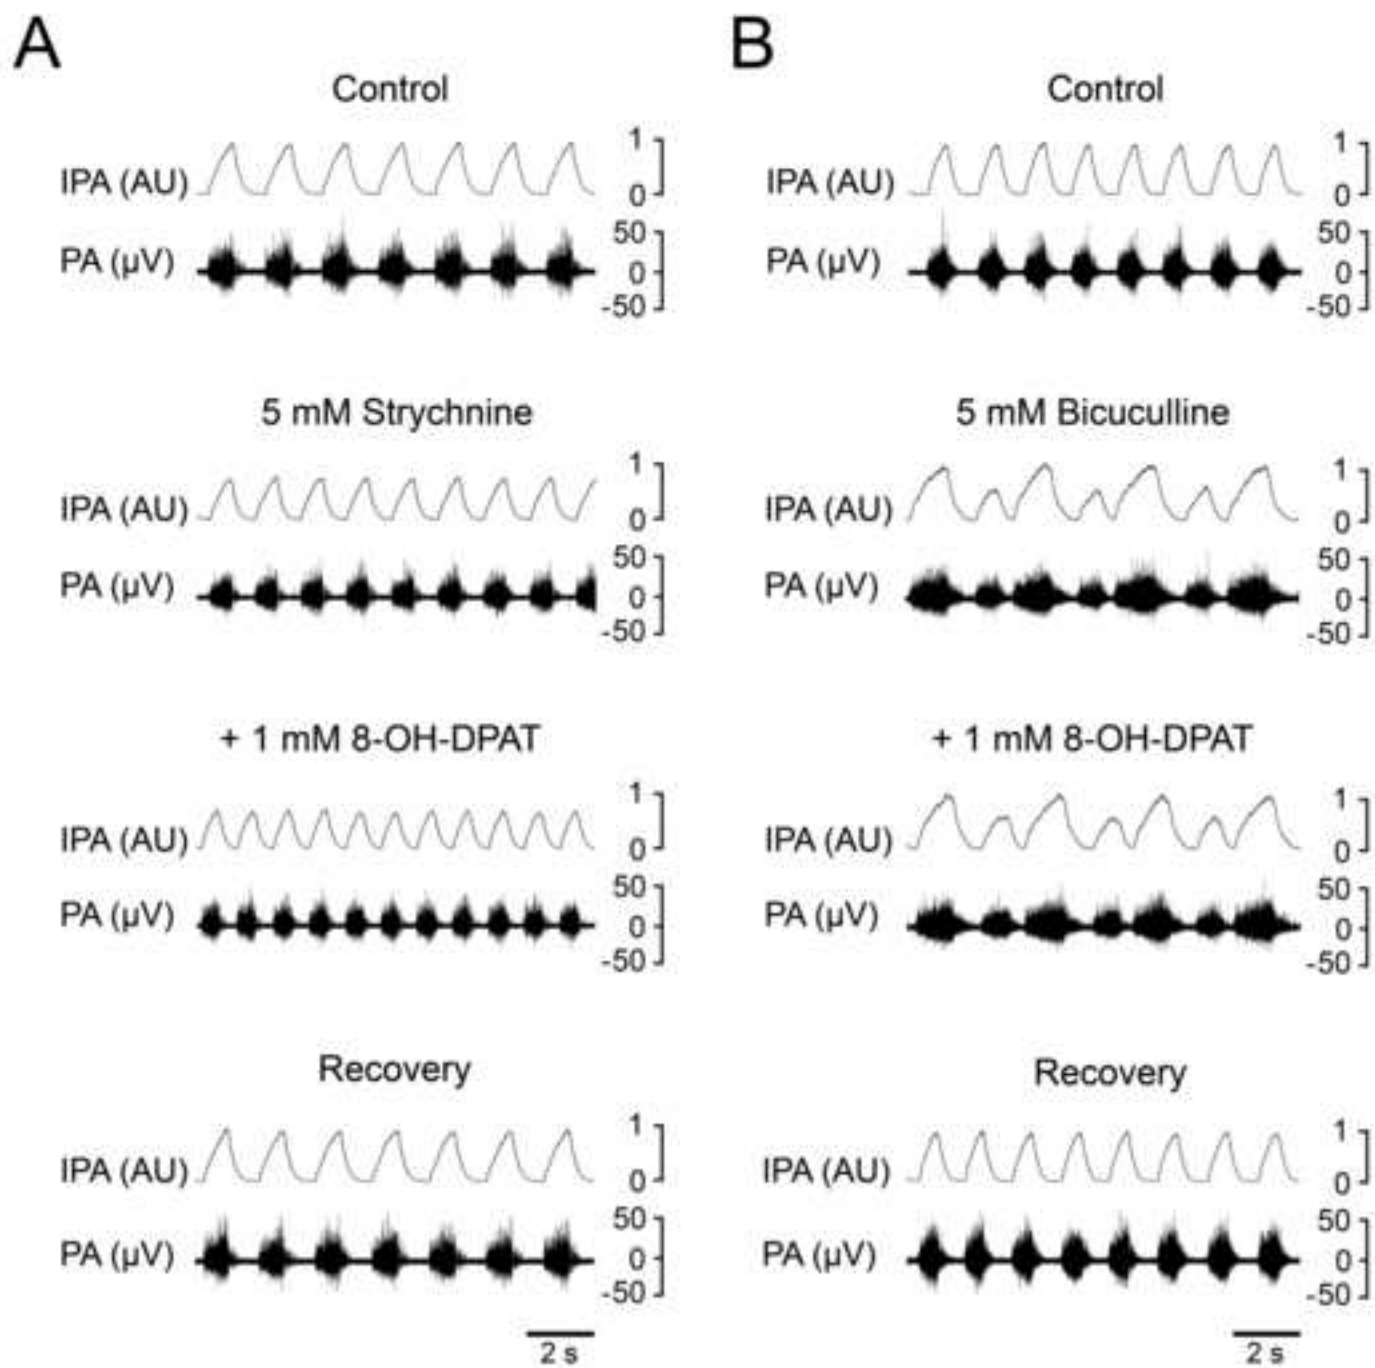 A
Control
IPA (AU)
1
0
PA (µV)
50
0
-50
5 mM Strychnine
IPA (AU)
1
0
PA (µV)
50
0
-50
+ 1 mM 8-OH-DPAT
IPA (AU)
1
0
PA (µV)
50
0
-50
Recovery
IPA (AU)
1
0
PA (µV)
50
0
-50
2 s
B
Control
IPA (AU)
1
0
PA (µV)
50
0
-50
5 mM Bicuculline
IPA (AU)
1
0
PA (µV)
50
0
-50
+ 1 mM 8-OH-DPAT
IPA (AU)
1
0
PA (µV)
50
0
-50
Recovery
IPA (AU)
1
0
PA (µV)
50
0
-50
2 s